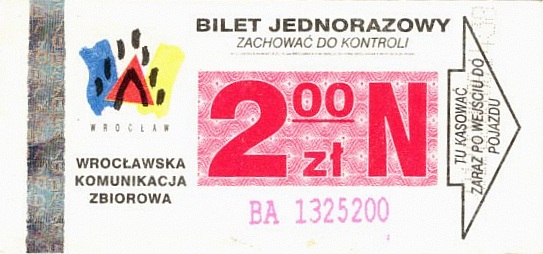 BILET JEDNORAZOWY
ZACHOWAĆ DO KONTROLI
WROCŁAW
WROCŁAWSKA
KOMUNIKACJA
ZBIOROWA
2 00 zł N
BA 1325200
TU KASOWAĆ
ZARAZ PO WEJŚCIU DO
POJAZDU